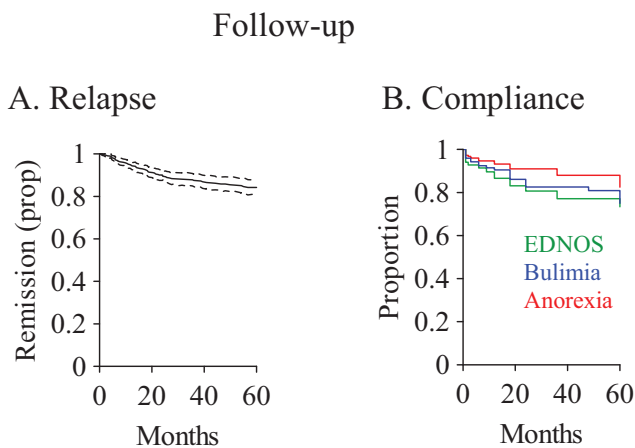 Follow-up
A. Relapse
Remission (prop)
1
0.8
0.6
0.4
0.2
0
0 20 40 60
Months
B. Compliance
Proportion
1
0.8
0.6
0.4
0.2
0
EDNOS
Bulimia
Anorexia
0 20 40 60
Months